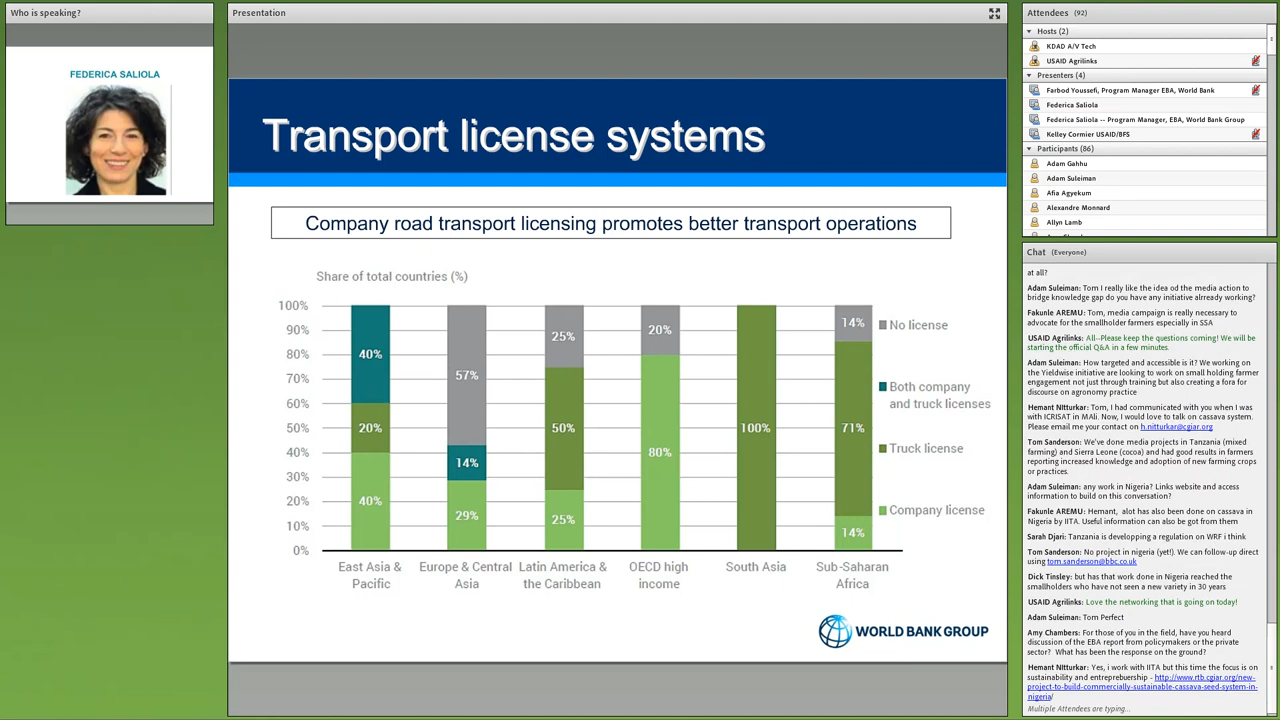 Who is speaking?
FEDERICA SALIOLA
Presentation
Transport license systems
Company road transport licensing promotes better transport operations
Share of total countries (%)
100%
90%
80%
70%
60%
50%
40%
30%
20%
10%
0%
40%
20%
40%
57%
14%
29%
25%
50%
25%
20%
80%
100%
14%
71%
14%
No license
Both company
and truck licenses
Truck license
Company license
East Asia &
Pacific
Europe & Central
Asia
Latin America &
the Caribbean
OECD high
income
South Asia
Sub-Saharan
Africa
WORLD BANK GROUP
Attendees (92)
Hosts (2)
KDAD A/V Tech
USAID Agrilinks
Presenters (4)
Farbod Youssefi, Program Manager EBA, World Bank
Federica Saliola
Federica Saliola -- Program Manager, EBA, World Bank Group
Kelley Cormier USAID/BFS
Participants (86)
Adam Gahhu
Adam Suleiman
Afia Agyekum
Alexandre Monnard
Allyn Lamb
Chat (Everyone)
at all?
Adam Suleiman: Tom I really like the idea od the media action to
bridge knowledge gap do you have any initiative alrready working?
Fakunle AREMU: Tom, media campaign is really necessary to
advocate for the smallholder farmers especially in SSA
USAID Agrilinks: All--Please keep the questions coming! We will be
starting the official Q&A in a few minutes.
Adam Suleiman: How targeted and accessible is it? We working on
the Yieldwise initiative are looking to work on small holding farmer
engagement not just through training but also creating a fora for
discourse on agronomy practice
Hemant NItturkar: Tom, I had communicated with you when I was
with ICRISAT in MAli. Now, I would love to talk on cassava system.
Please email me your contact on h.nitturkar@cgiar.org
Tom Sanderson: We've done media projects in Tanzania (mixed
farming) and Sierra Leone (cocoa) and had good results in farmers
reporting increased knowledge and adoption of new farming crops
or practices.
Adam Suleiman: any work in Nigeria? Links website and access
information to build on this conversation?
Fakunle AREMU: Hemant, alot has also been done on cassava in
Nigeria by IITA. Useful information can also be got from them
Sarah Djari: Tanzania is developping a regulation on WRF i think
Tom Sanderson: No project in nigeria (yet!). We can follow-up direct
using tom.sanderson@bbc.co.uk
Dick Tinsley: but has that work done in Nigeria reached the
smallholders who have not seen a new variety in 30 years
USAID Agrilinks: Love the networking that is going on today!
Adam Suleiman: Tom Perfect
Amy Chambers: For those of you in the field, have you heard
discussion of the EBA report from policymakers or the private
sector? What has been the response on the ground?
Hemant NItturkar: Yes, i work with IITA but this time the focus is on
sustainability and entreprebuership - http://www.rtb.cgiar.org/new-
project-to-build-commercially-sustainable-cassava-seed-system-in-
nigeria/
Multiple Attendees are typing...